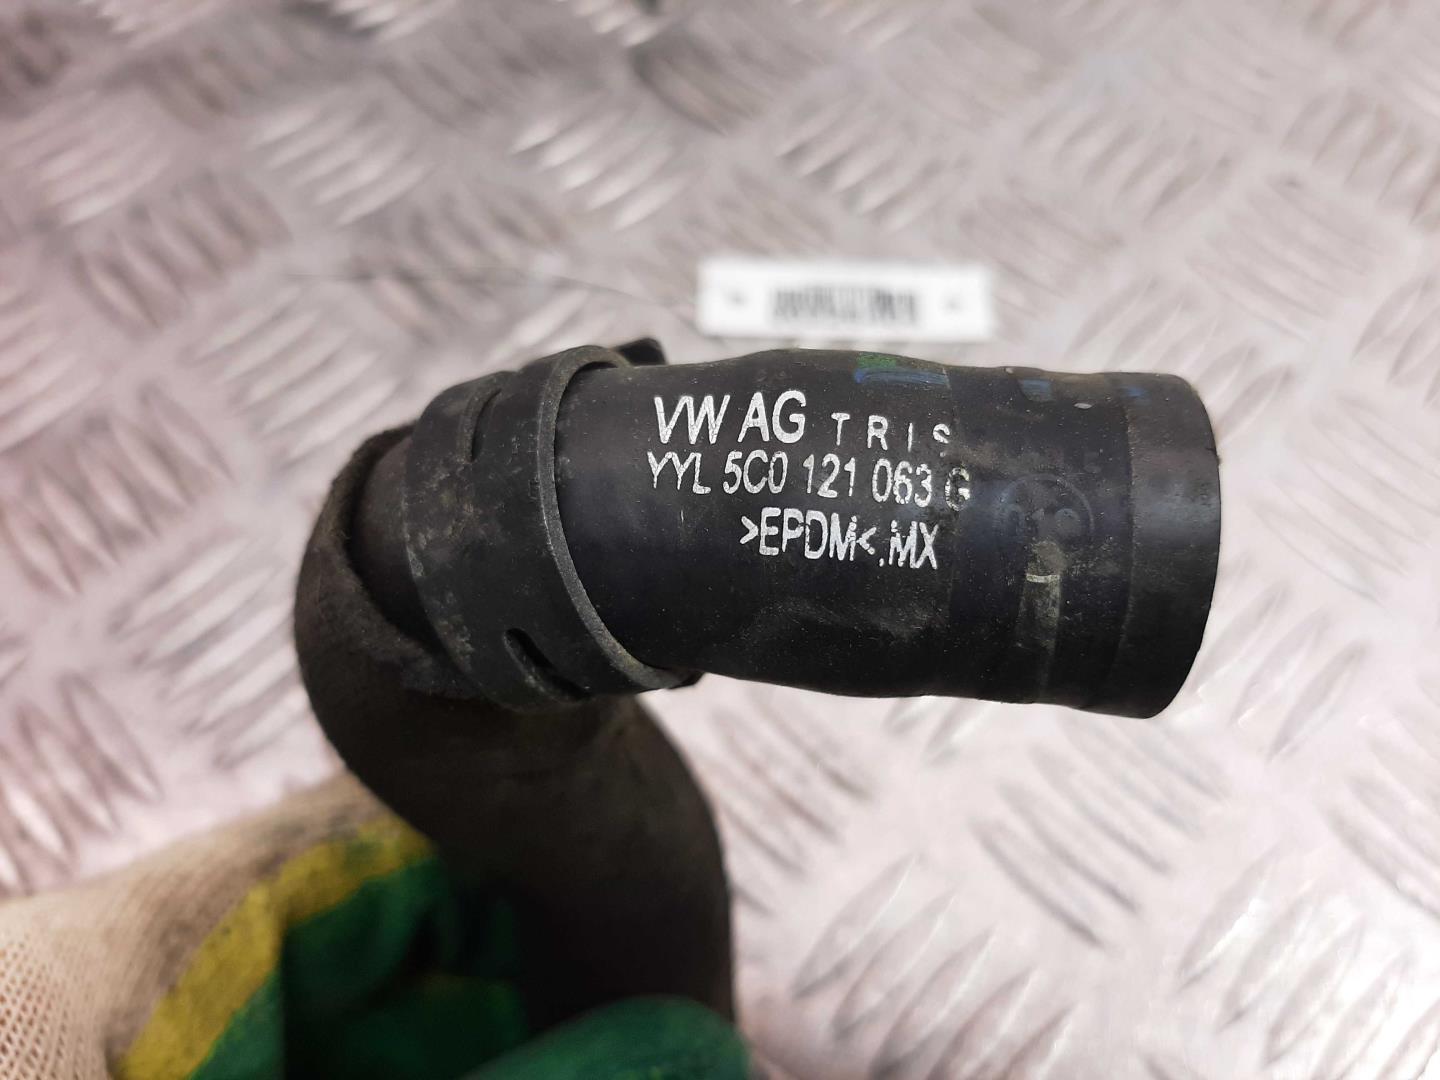 VW AG TRIS
YYL 5C0 121 063 G
>EPDM<.MX